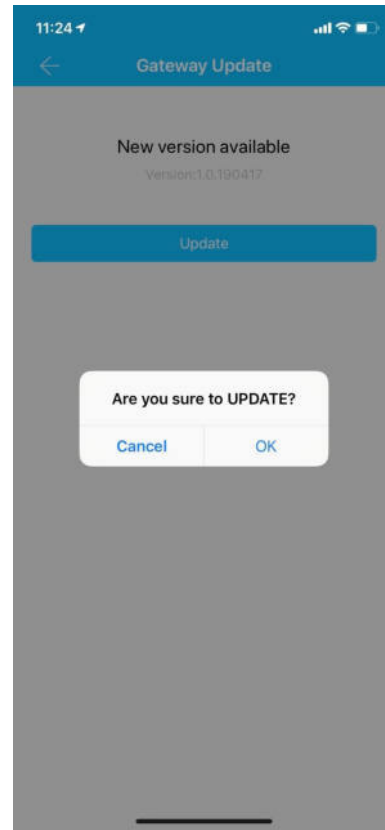 11:24
Gateway Update
New version available
Version:1.0.190417
Update
Are you sure to UPDATE?
Cancel OK